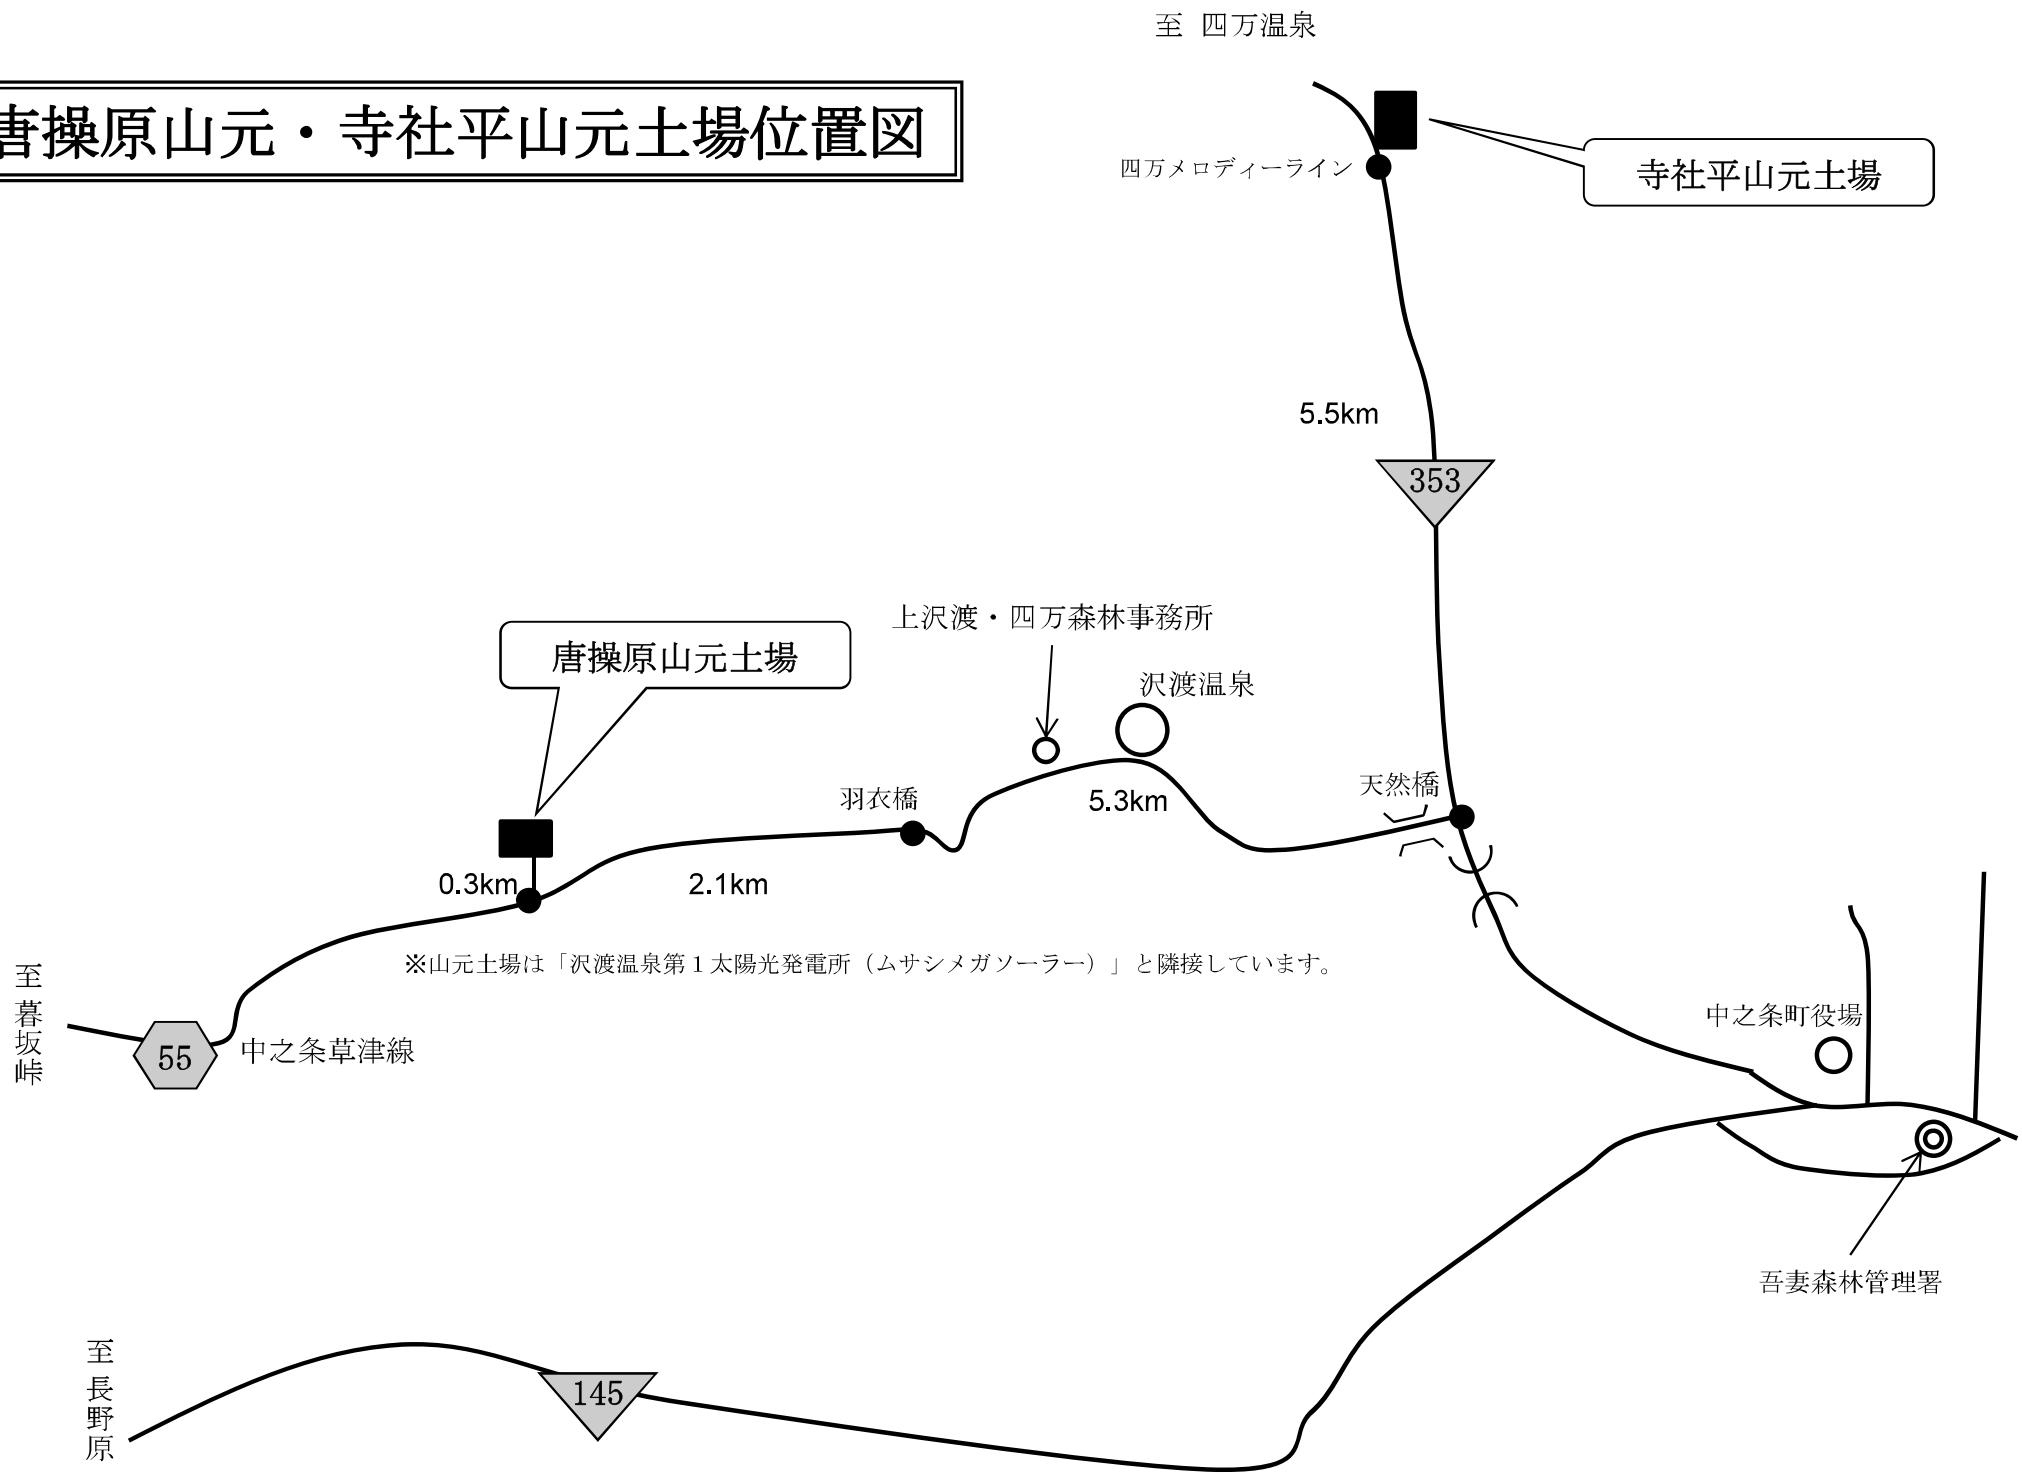 至 四万温泉
唐操原山元・寺社平山元土場位置図
四万メロディーライン
寺社平山元土場
5.5km
353
上沢渡・四万森林事務所
唐操原山元土場
沢渡温泉
天然橋
羽衣橋
5.3km
0.3km
2.1km
※山元土場は「沢渡温泉第１太陽光発電所（ムサシメガソーラー）」と隣接しています。
至 暮坂峠
55
中之条草津線
中之条町役場
吾妻森林管理署
至 長野原
145